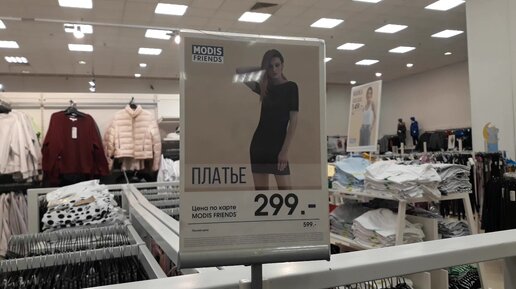 MODIS
FRIENDS
ПЛАТЬЕ
Цена по карте
MODIS FRIENDS
299.-
599.-